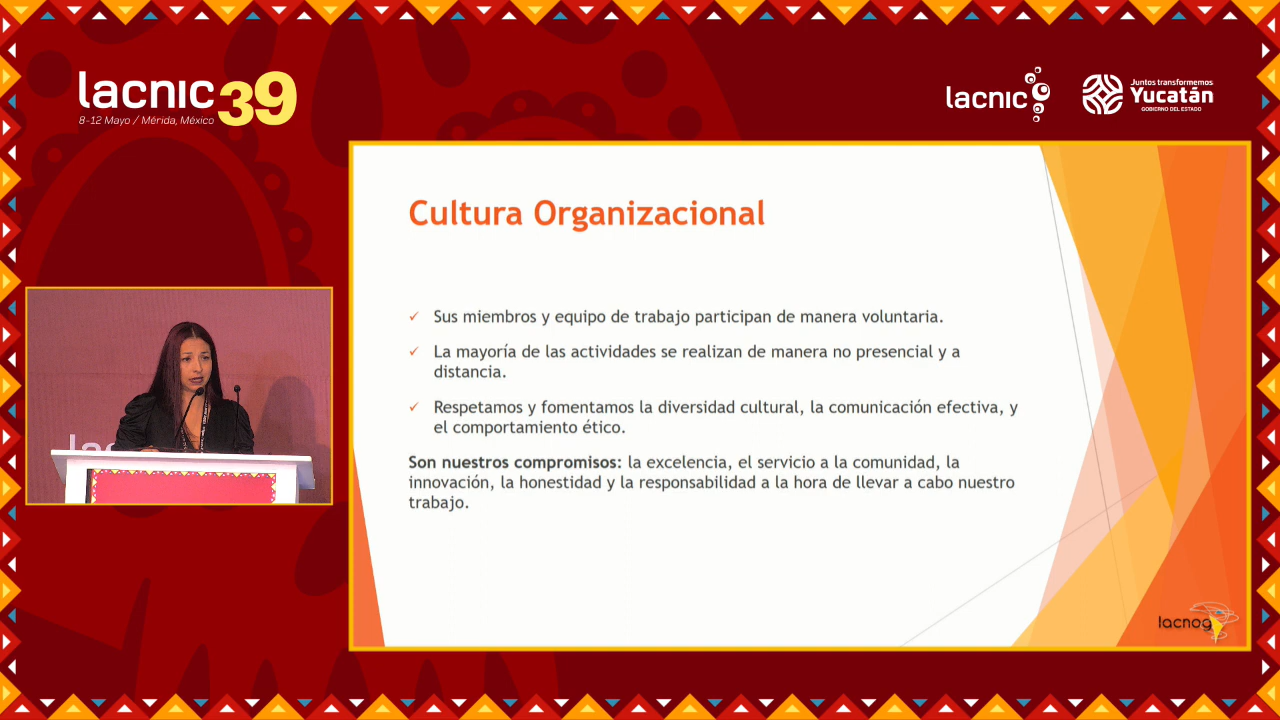 lacnic39
8-12 Mayo / Mérida, México
lacnic
Juntos transformemos
Yucatán
GOBIERNO DEL ESTADO
Cultura Organizacional
✓ Sus miembros y equipo de trabajo participan de manera voluntaria.
✓ La mayoría de las actividades se realizan de manera no presencial y a
distancia.
✓ Respetamos y fomentamos la diversidad cultural, la comunicación efectiva, y
el comportamiento ético.
Son nuestros compromisos: la excelencia, el servicio a la comunidad, la
innovación, la honestidad y la responsabilidad a la hora de llevar a cabo nuestro
trabajo.
lacnog